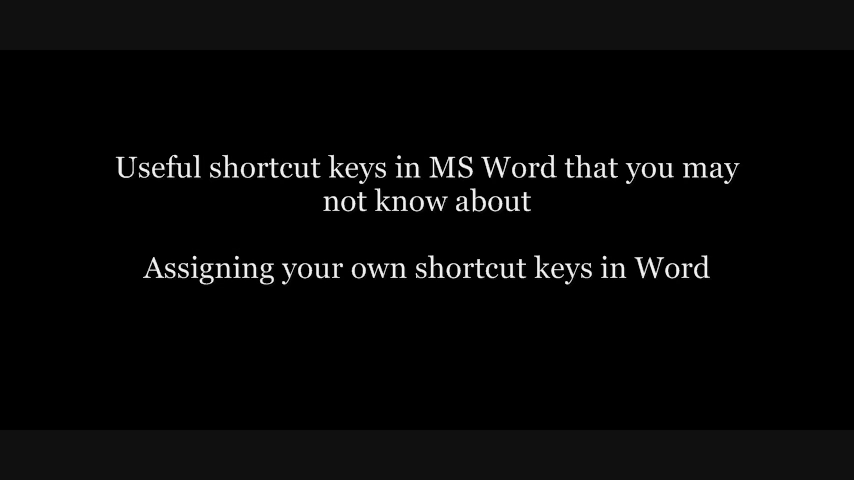 Useful shortcut keys in MS Word that you may
not know about
Assigning your own shortcut keys in Word